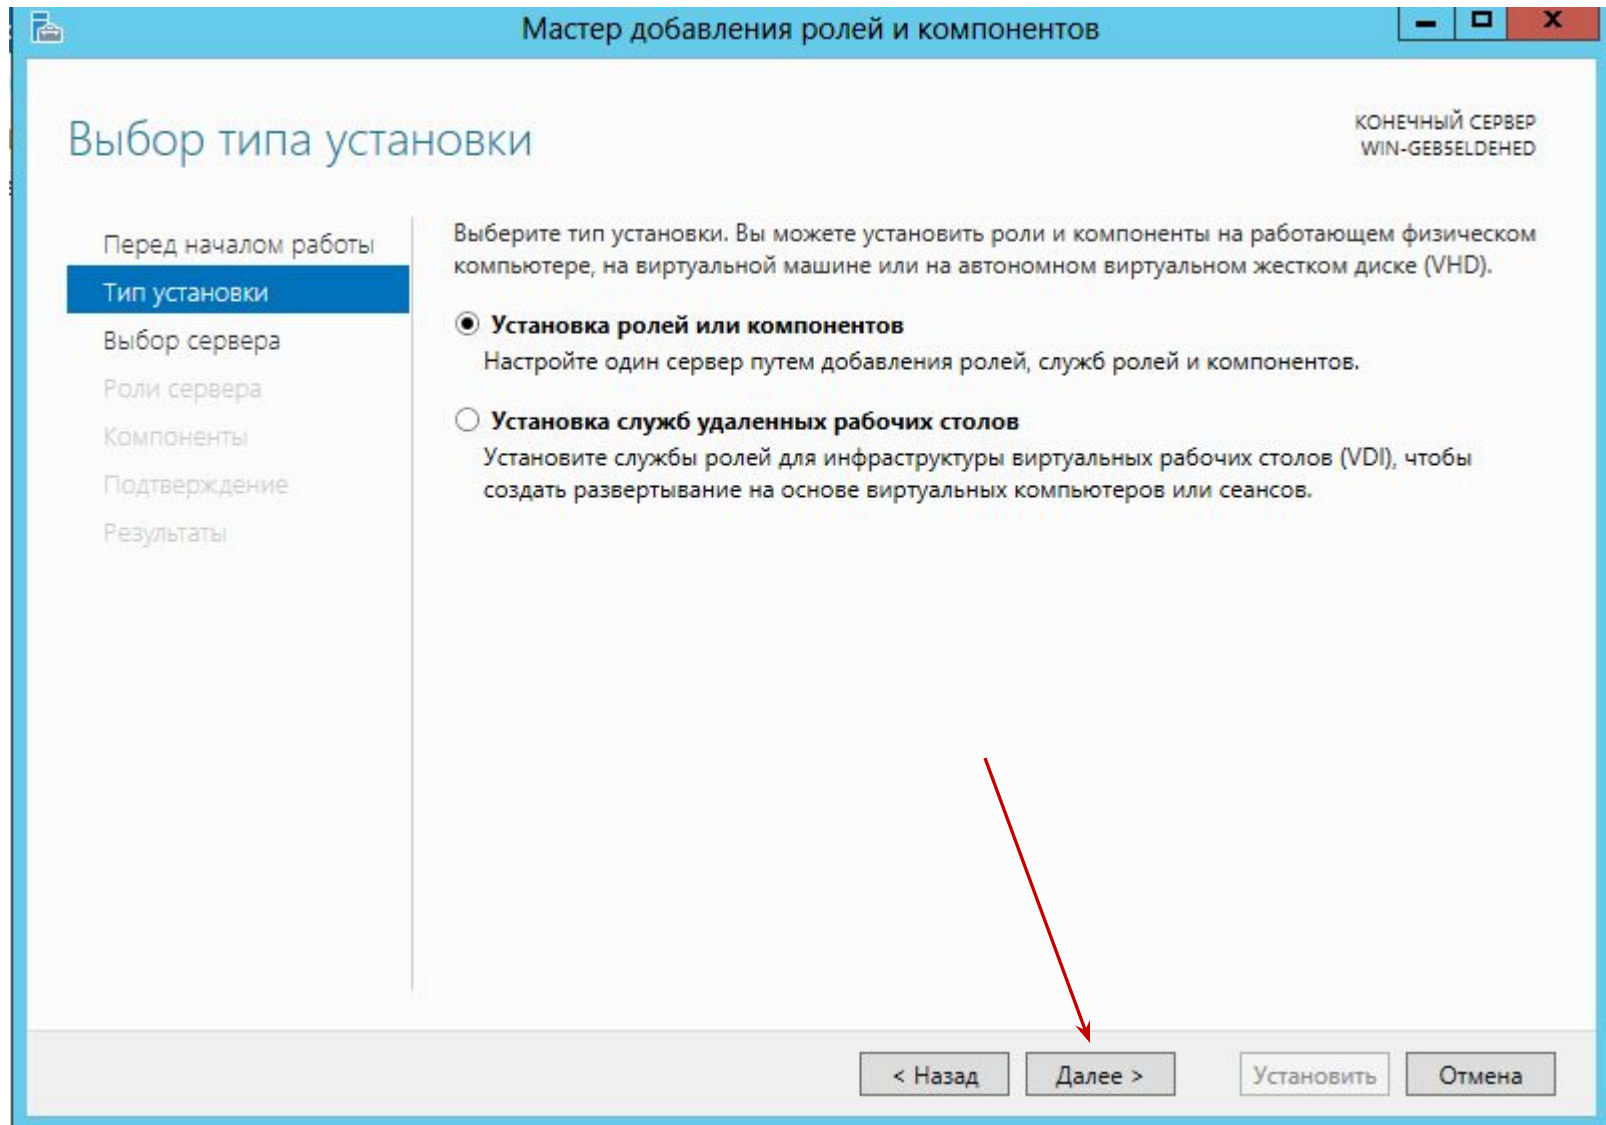 Мастер добавления ролей и компонентов
Выбор типа установки
КОНЕЧНЫЙ СЕРВЕР
WIN-GEB5ELDEHED
Перед началом работы
Тип установки
Выбор сервера
Роли сервера
Компоненты
Подтверждение
Результаты
Выберите тип установки. Вы можете установить роли и компоненты на работающем физическом
компьютере, на виртуальной машине или на автономном виртуальном жестком диске (VHD).
Установка ролей или компонентов
Настройте один сервер путем добавления ролей, служб ролей и компонентов.
Установка служб удаленных рабочих столов
Установите службы ролей для инфраструктуры виртуальных рабочих столов (VDI), чтобы
создать развертывание на основе виртуальных компьютеров или сеансов.
< Назад
Далее >
Установить
Отмена